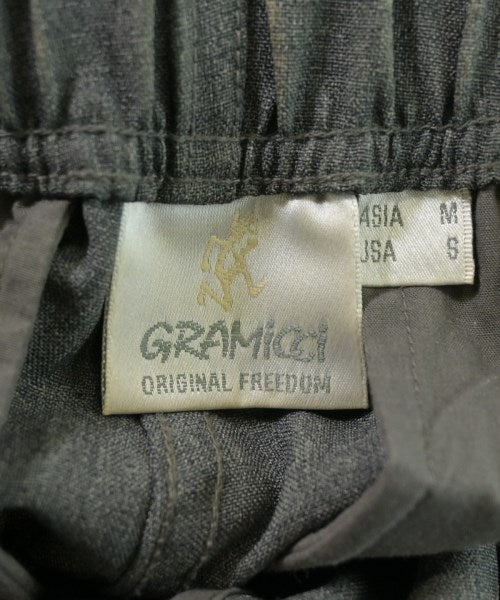 GRAMicci
ORIGINAL FREEDOM
ASIA M
USA S